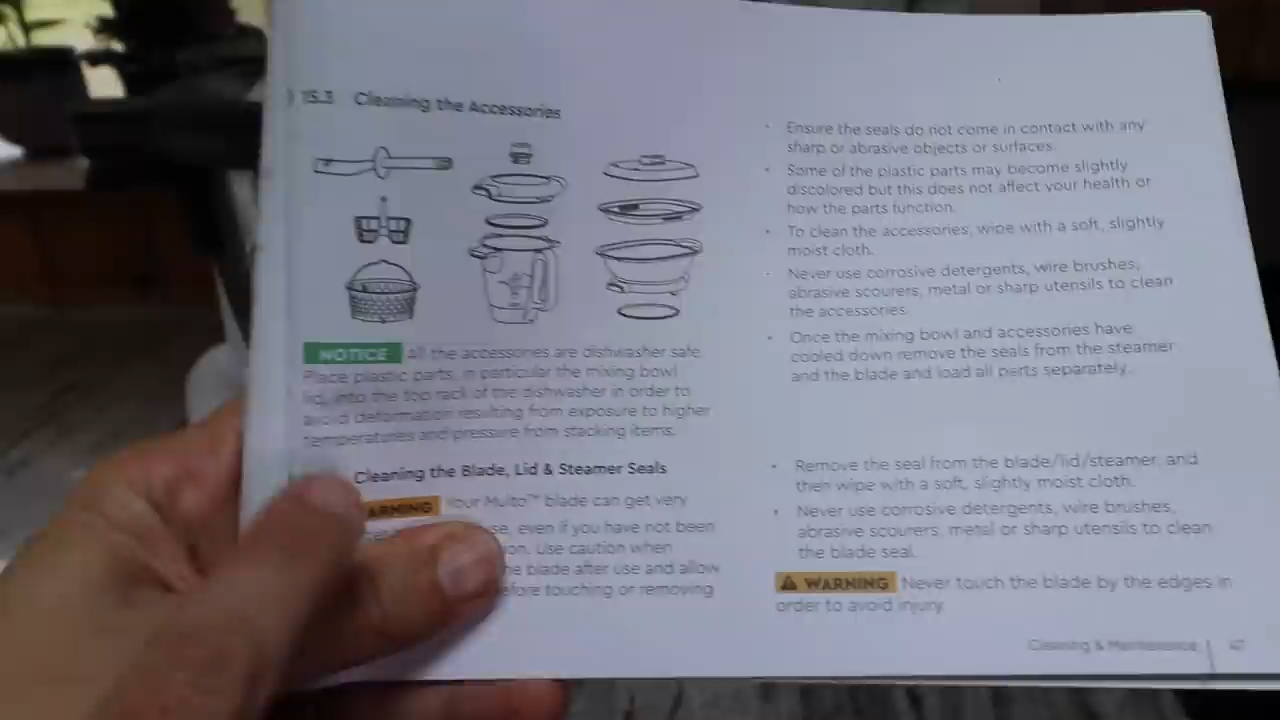 15.3 Cleaning the Accessories
NOTICE All the accessories are dishwasher safe.
Place plastic parts, in particular the mixing bowl
lid, into the top rack of the dishwasher in order to
avoid deformation resulting from exposure to higher
temperatures and pressure from stacking items.
Cleaning the Blade, Lid & Steamer Seals
Your Multo™ blade can get very
even if you have not been
Use caution when
blade after use and allow
before touching or removing
• Ensure the seals do not come in contact with any
sharp or abrasive objects or surfaces.
• Some of the plastic parts may become slightly
discolored but this does not affect your health or
how the parts function.
• To clean the accessories, wipe with a soft, slightly
moist cloth.
• Never use corrosive detergents, wire brushes,
abrasive scourers, metal or sharp utensils to clean
the accessories.
• Once the mixing bowl and accessories have
cooled down remove the seals from the steamer
and the blade and load all parts separately.
• Remove the seal from the blade/lid/steamer, and
then wipe with a soft, slightly moist cloth.
• Never use corrosive detergents, wire brushes,
abrasive scourers, metal or sharp utensils to clean
the blade seal.
WARNING Never touch the blade by the edges in
order to avoid injury.
Cleaning & Maintenance | 47